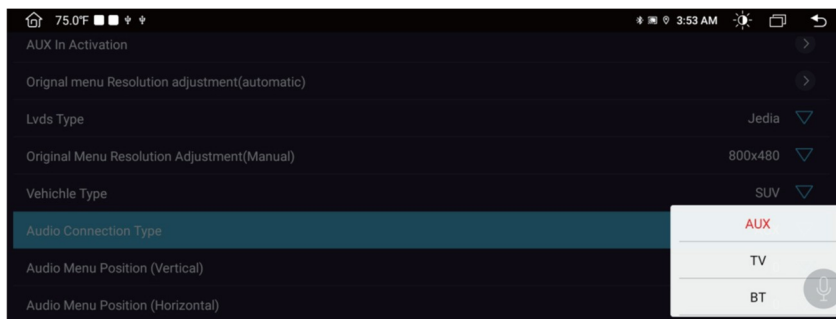 75.0°F 3:53 AM
AUX In Activation
Orignal menu Resolution adjustment(automatic)
Lvds Type Jedia
Original Menu Resolution Adjustment(Manual) 800x480
Vehichle Type SUV
Audio Connection Type AUX
Audio Menu Position (Vertical) TV
Audio Menu Position (Horizontal) BT